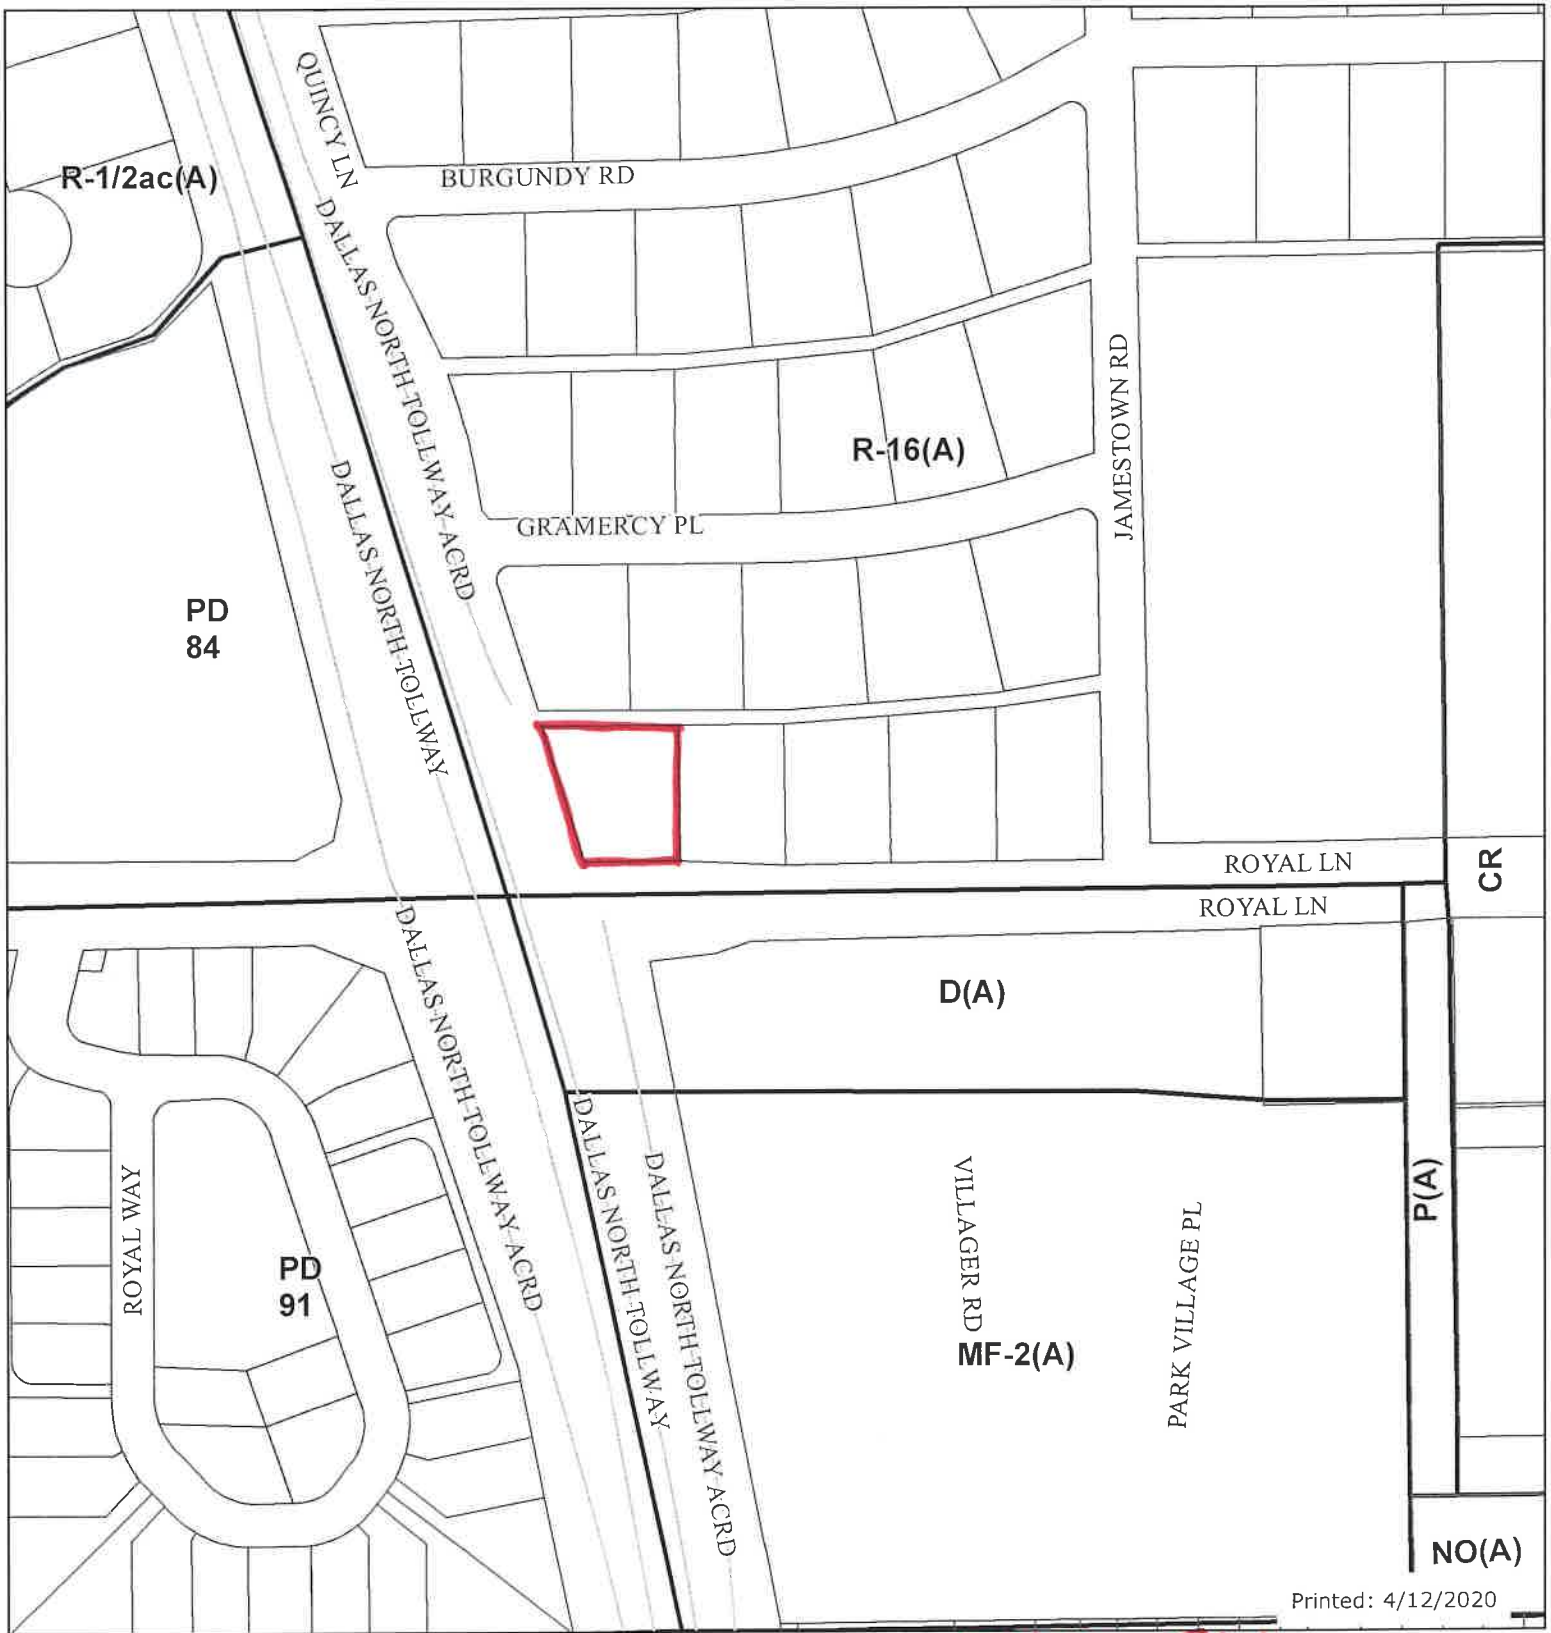 QUINCY LN
R-1/2ac(A)
BURGUNDY RD
DALLAS NORTH TOLLWAY ACRD
JAMESTOWN RD
R-16(A)
DALLAS NORTH TOLLWAY
GRAMERCY PL
PD
84
ROYAL LN
CR
ROYAL LN
DALLAS NORTH TOLLWAY ACRD
D(A)
DALLAS NORTH TOLLWAY
DALLAS NORTH TOLLWAY ACRD
VILLAGER RD
P(A)
ROYAL WAY
PARK VILLAGE PL
PD
91
MF-2(A)
NO(A)
Printed: 4/12/2020